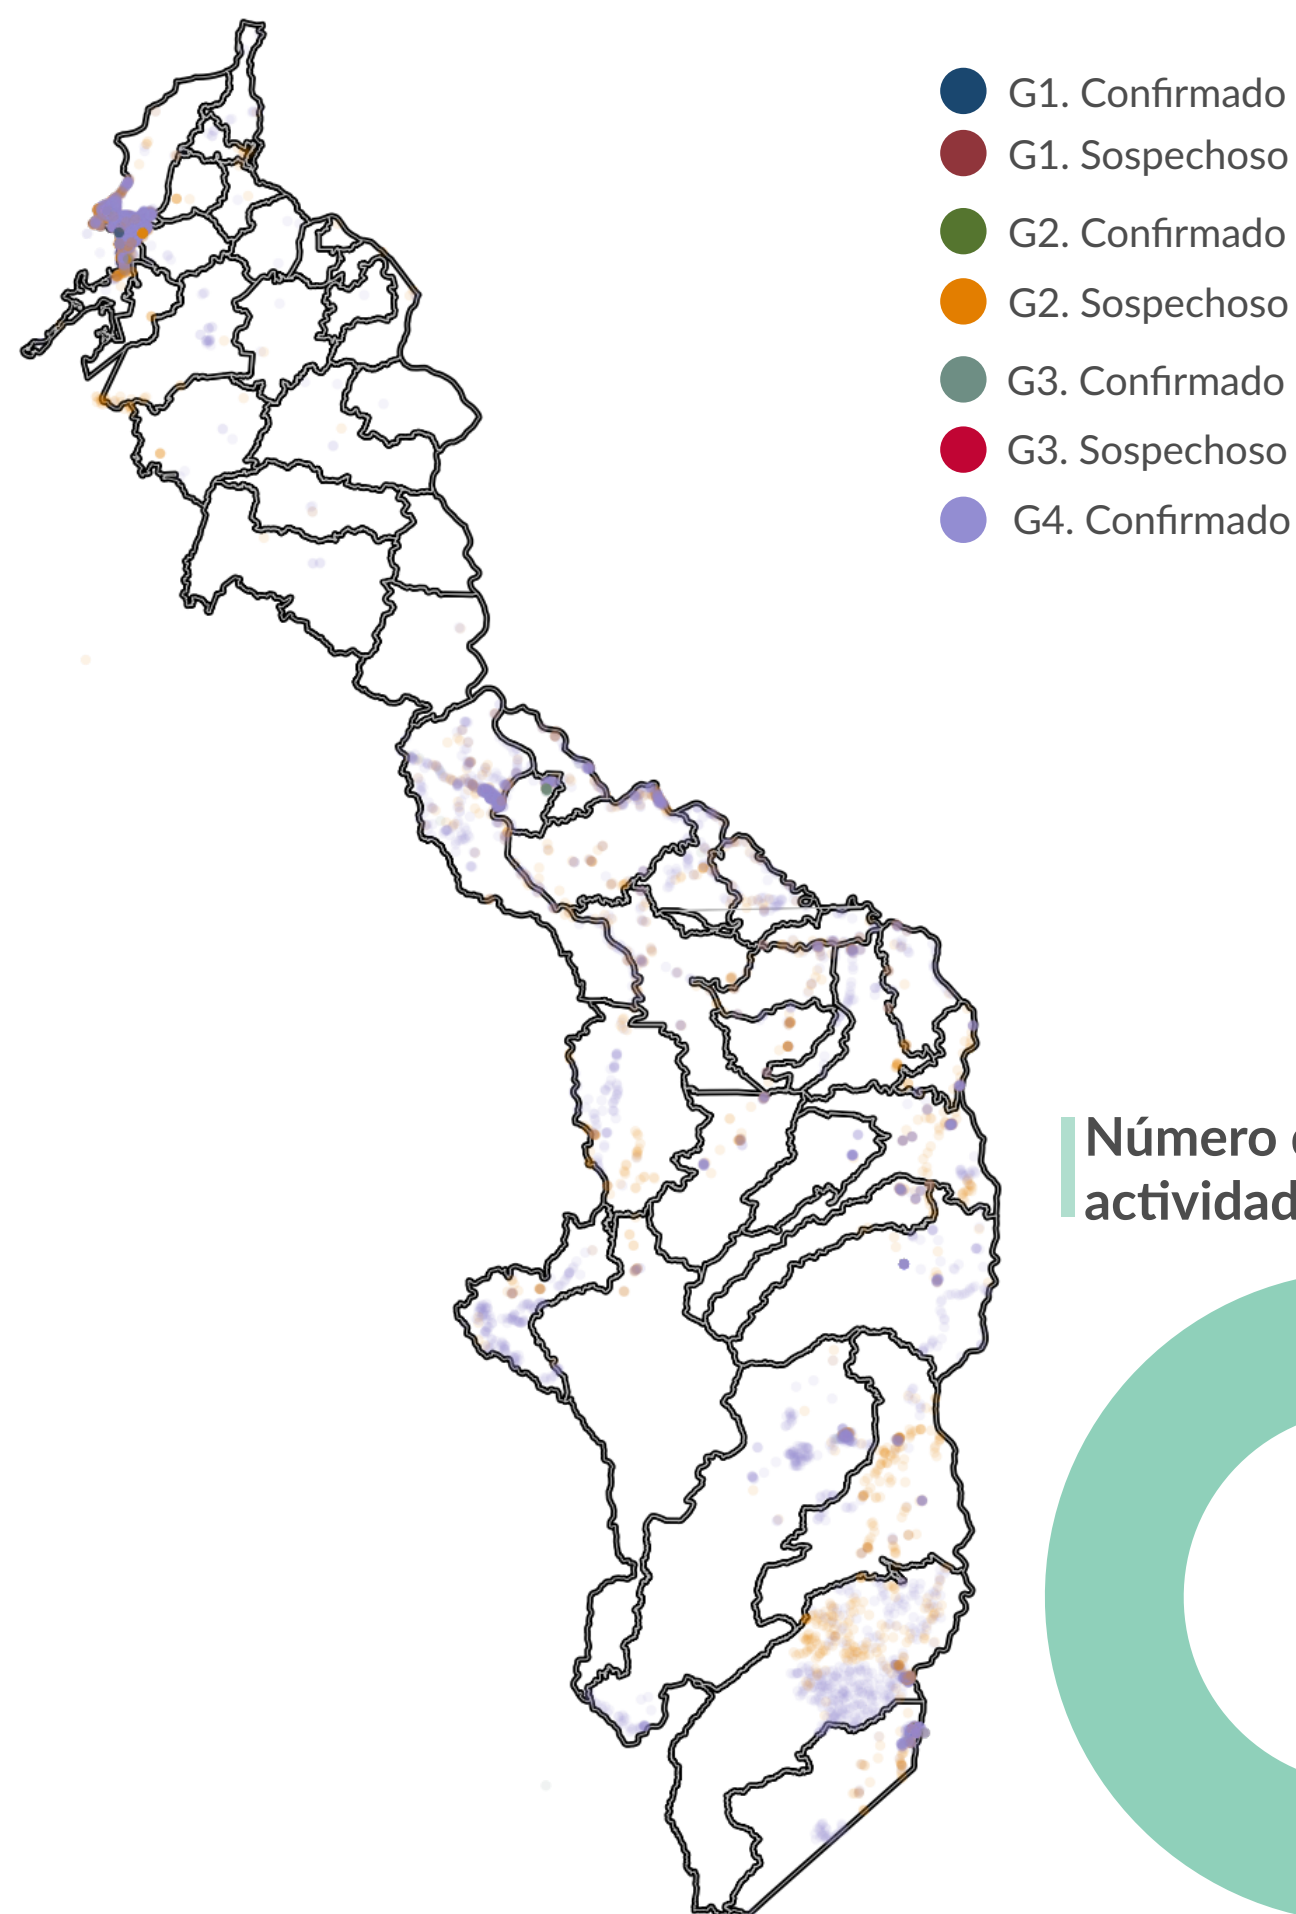 G1. Confirmado
G1. Sospechoso
G2. Confirmado
G2. Sospechoso
G3. Confirmado
G3. Sospechoso
G4. Confirmado
Número
actividad